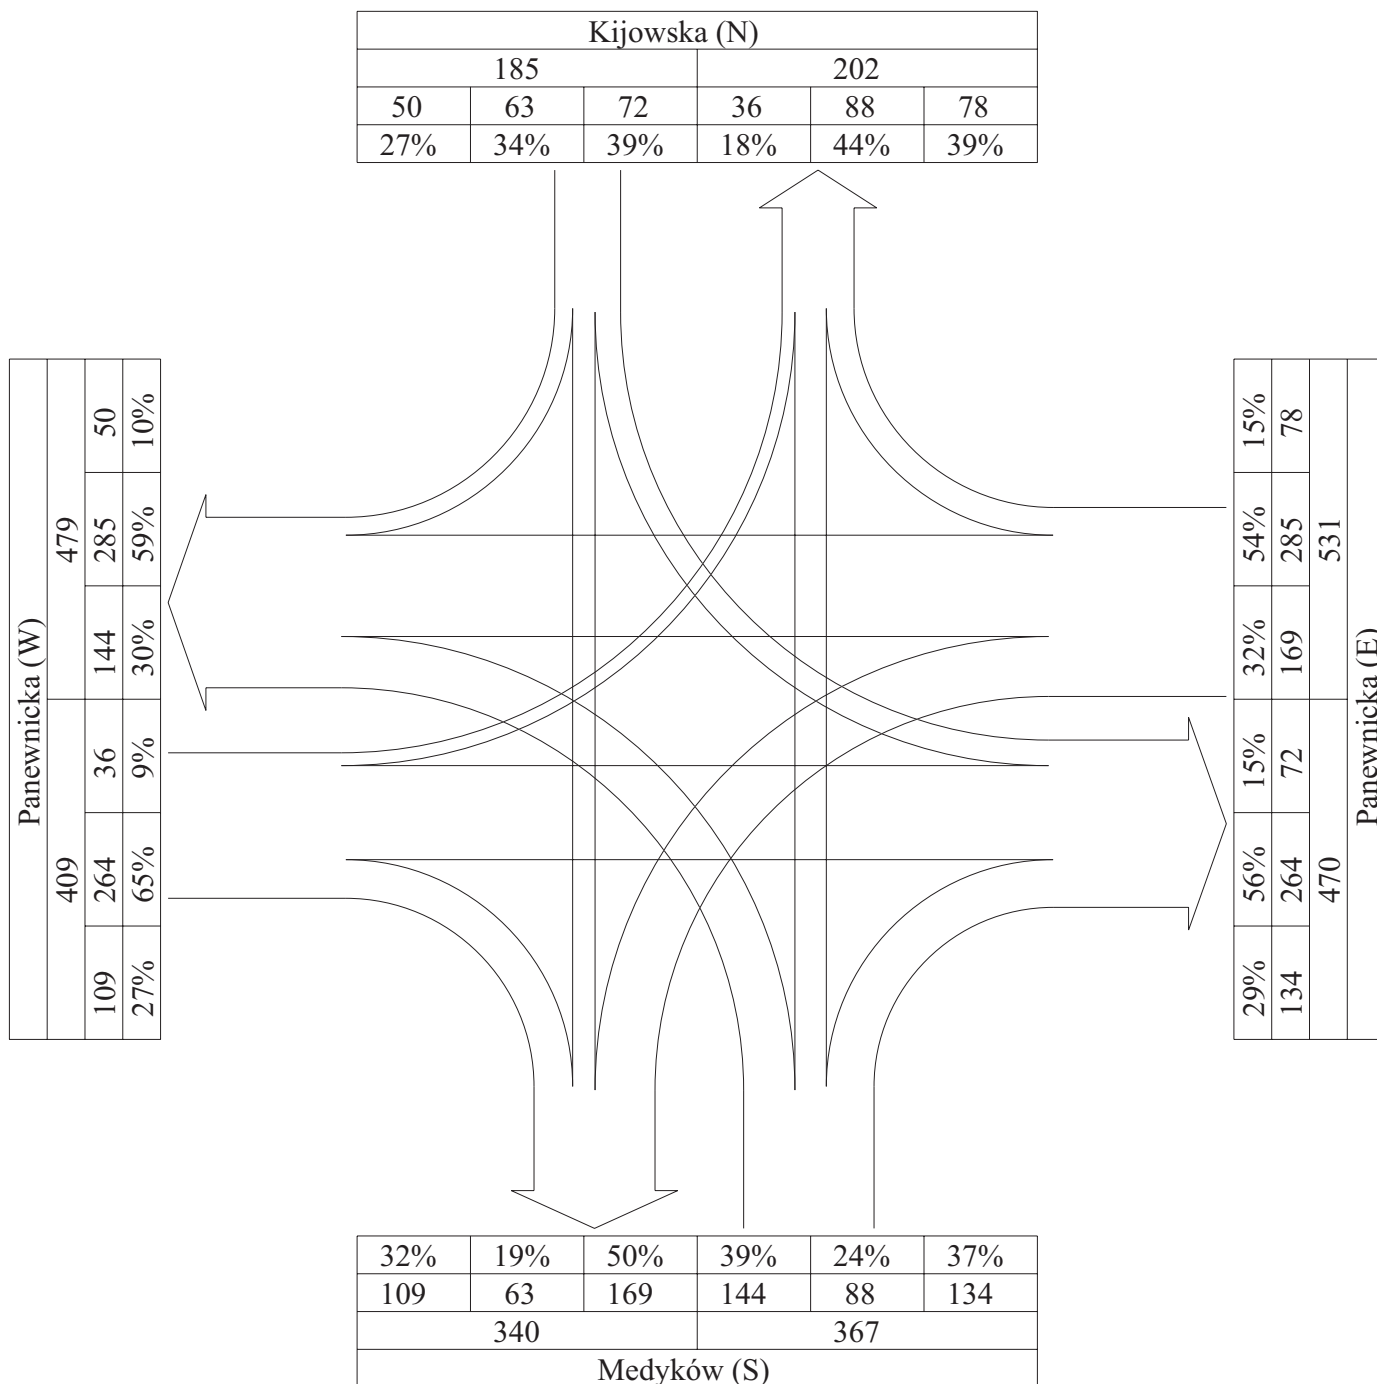 Kijowska (N)
185 202
50 63 72 36 88 78
27% 34% 39% 18% 44% 39%
Panewnicka (W)
479 409
50 285 144 36 264 109
10% 59% 30% 9% 65% 27%
15% 54% 32% 15% 56% 29%
78 285 169 72 264 134
531 470
Panewnicka (E)
32% 19% 50% 39% 24% 37%
109 63 169 144 88 134
340 367
Medyków (S)